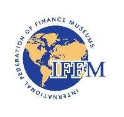 INTERNATIONAL FEDERATION OF FINANCE MUSEUMS
IFFM